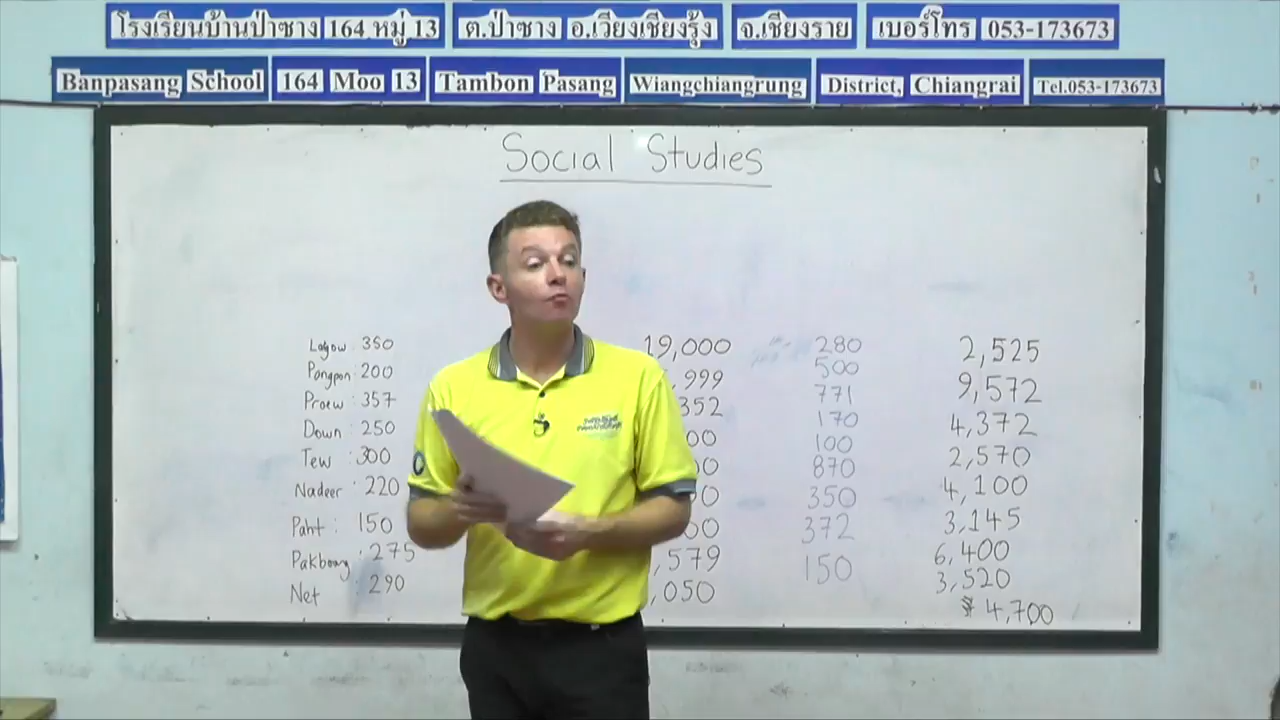 โรงเรียนบ้านป่าซาง 164 หมู่ 13 ต.ป่าซาง อ.เวียงเชียงรุ้ง จ.เชียงราย เบอร์โทร 053-173673
Banpasang School 164 Moo 13 Tambon Pasang Wiangchiangrung District, Chiangrai Tel.053-173673
Social Studies
350 19,000 280 2,525
Pongpon : 200 ,999 500 9,572
Proew : 357 352 771 4,372
Down : 250 00 170 2,570
Tew : 300 100 4,100
Nadeer : 220 870 3,145
Paht : 150 00 350 6,400
: 275 ,579 372 3,520
Net : 290 ,050 150 4,700